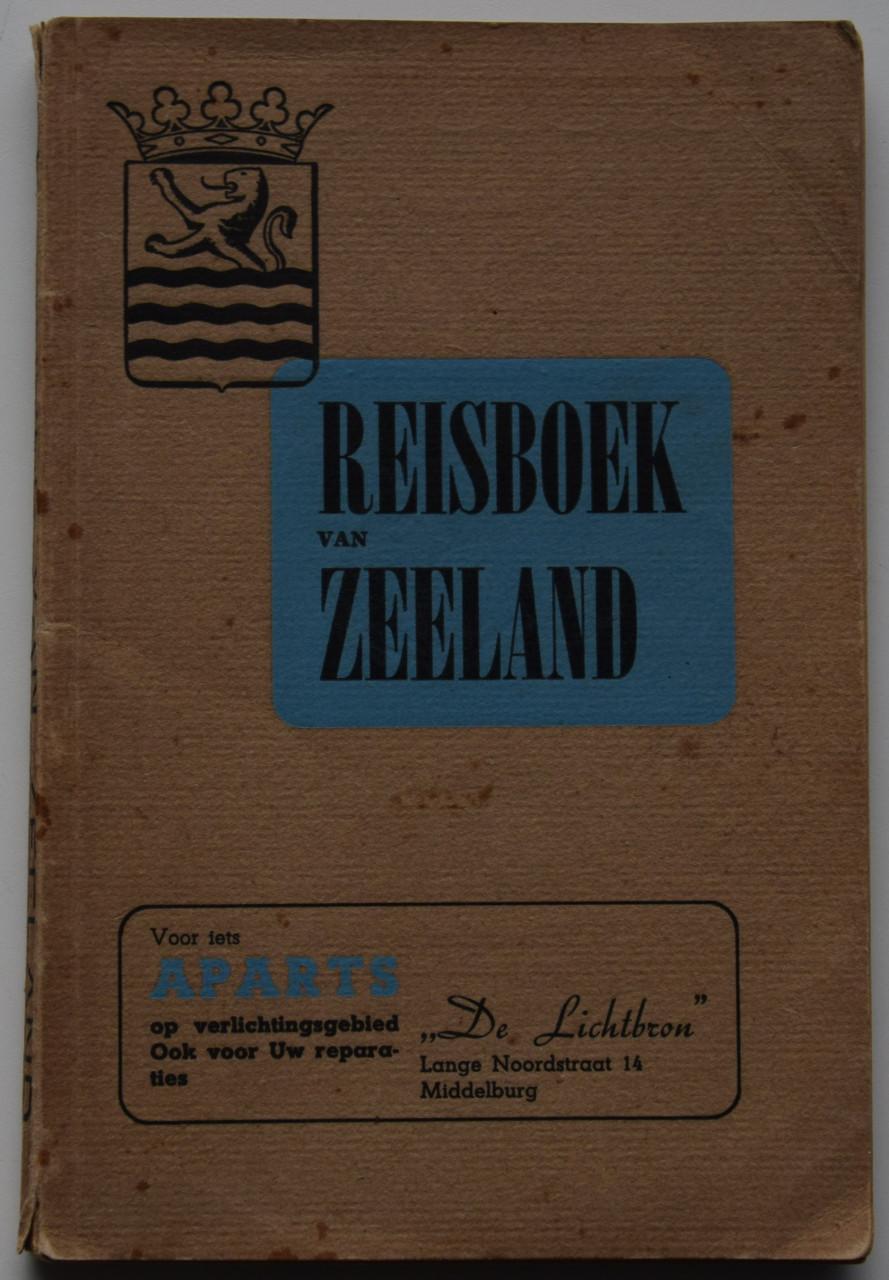 REISBOEK
VAN
ZEELAND
Voor iets
APARTS
op verlichtingsgebied
Ook voor Uw repara-
ties
„De Lichtbron”
Lange Noordstraat 14
Middelburg